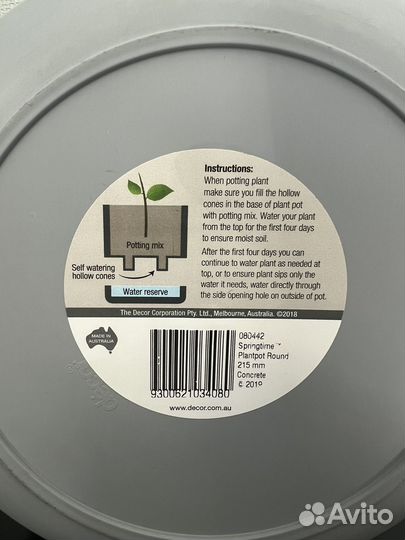 Instructions:
When potting plant
make sure you fill the hollow
cones in the base of plant pot
with potting mix. Water your plant
from the top for the first four days
to ensure moist soil.
After the first four days you can
continue to water plant as needed at
top, or to ensure plant sips only the
water it needs, water directly through
the side opening hole on outside of pot.
Potting mix
Self watering
hollow cones
Water reserve
The Decor Corporation Pty. Ltd., Melbourne, Australia. ©2018
MADE IN
AUSTRALIA
080442
Springtime™
Plantpot Round
215 mm
Concrete
© 2019
9300621034080
www.decor.com.au
Avito